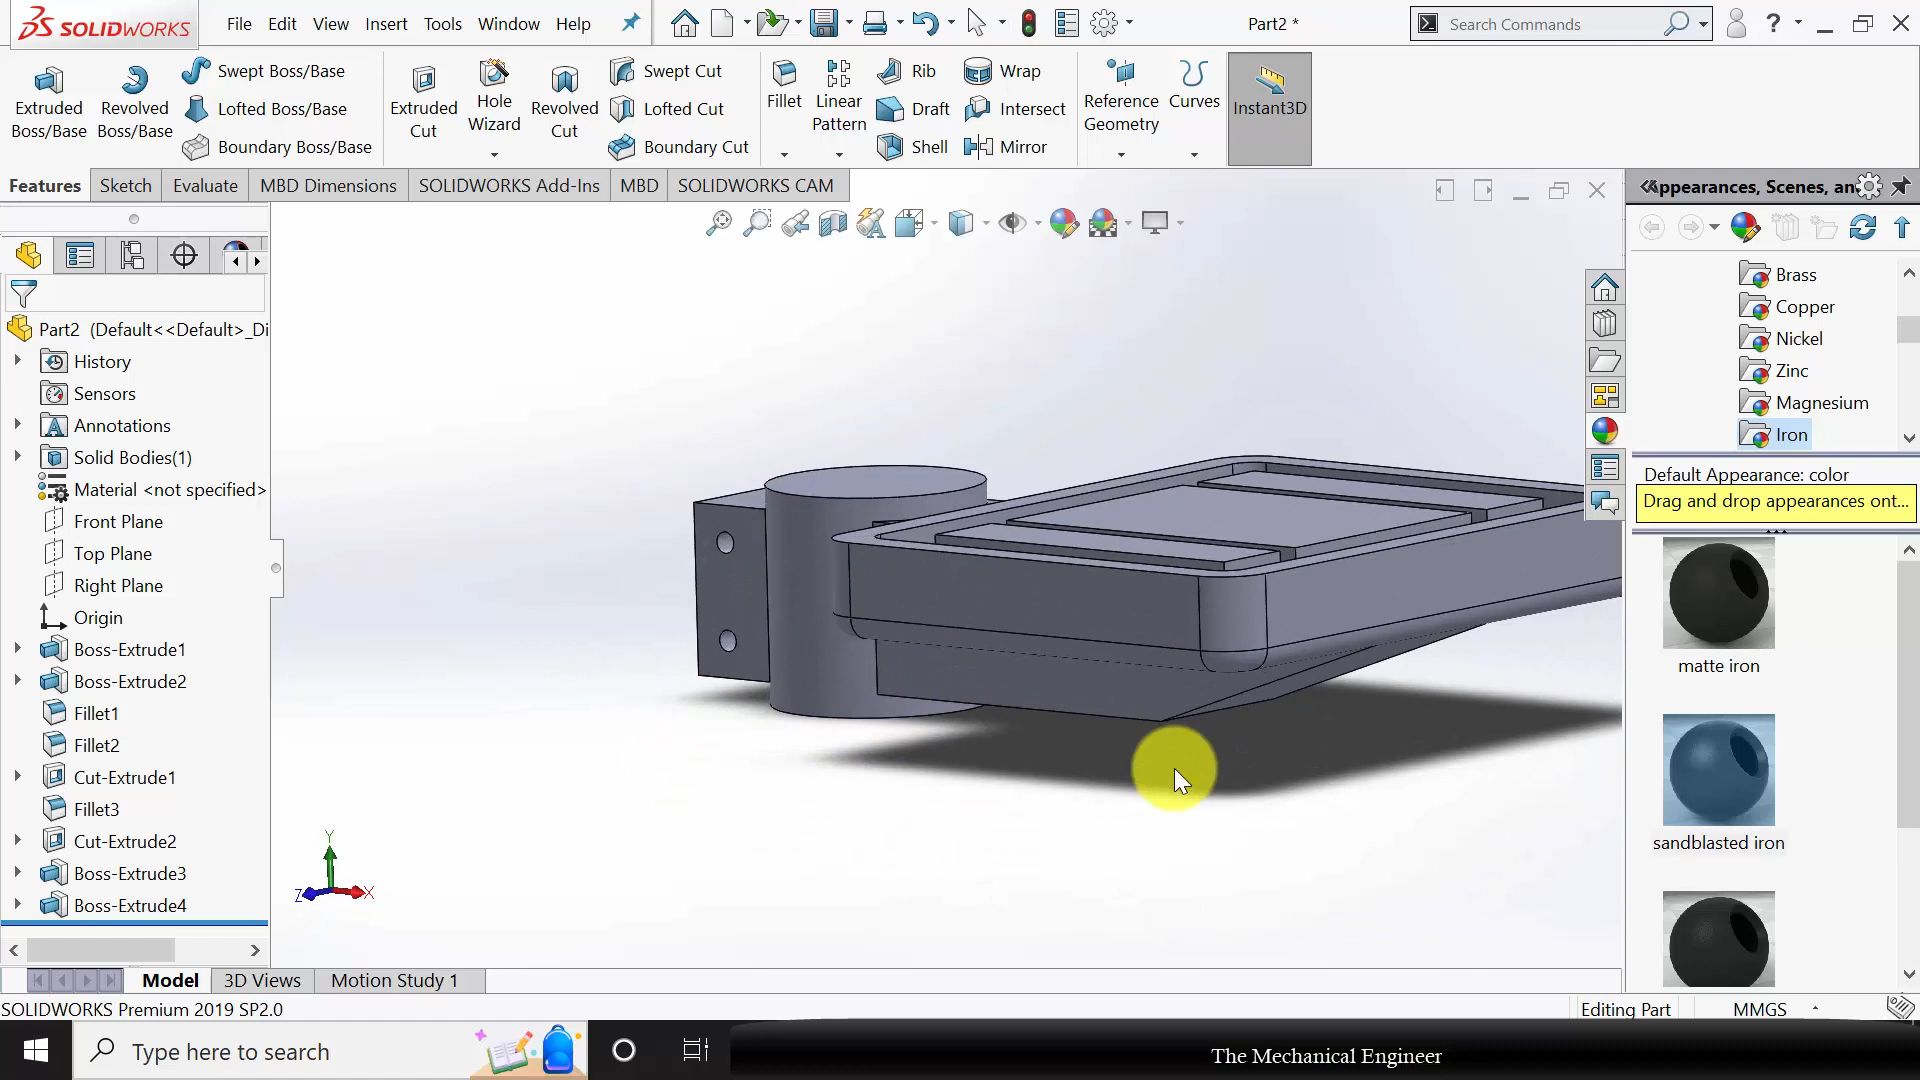 SOLIDWORKS
File Edit View Insert Tools Window Help
Part2 *
Search Commands
?
Extruded Boss/Base
Revolved Boss/Base
Swept Boss/Base
Lofted Boss/Base
Boundary Boss/Base
Extruded Cut
Hole Wizard
Revolved Cut
Swept Cut
Lofted Cut
Boundary Cut
Fillet
Linear Pattern
Rib
Draft
Shell
Wrap
Intersect
Mirror
Reference Geometry
Curves
Instant3D
Features Sketch Evaluate MBD Dimensions SOLIDWORKS Add-Ins MBD SOLIDWORKS CAM
Part2 (Default<<Default>_Di
History
Sensors
Annotations
Solid Bodies(1)
Material <not specified>
Front Plane
Top Plane
Right Plane
Origin
Boss-Extrude1
Boss-Extrude2
Fillet1
Fillet2
Cut-Extrude1
Fillet3
Cut-Extrude2
Boss-Extrude3
Boss-Extrude4
Y
Z
X
ppearances, Scenes, an
Brass
Copper
Nickel
Zinc
Magnesium
Iron
Default Appearance: color
Drag and drop appearances ont...
matte iron
sandblasted iron
Model 3D Views Motion Study 1
SOLIDWORKS Premium 2019 SP2.0
Editing Part
MMGS
Type here to search
The Mechanical Engineer